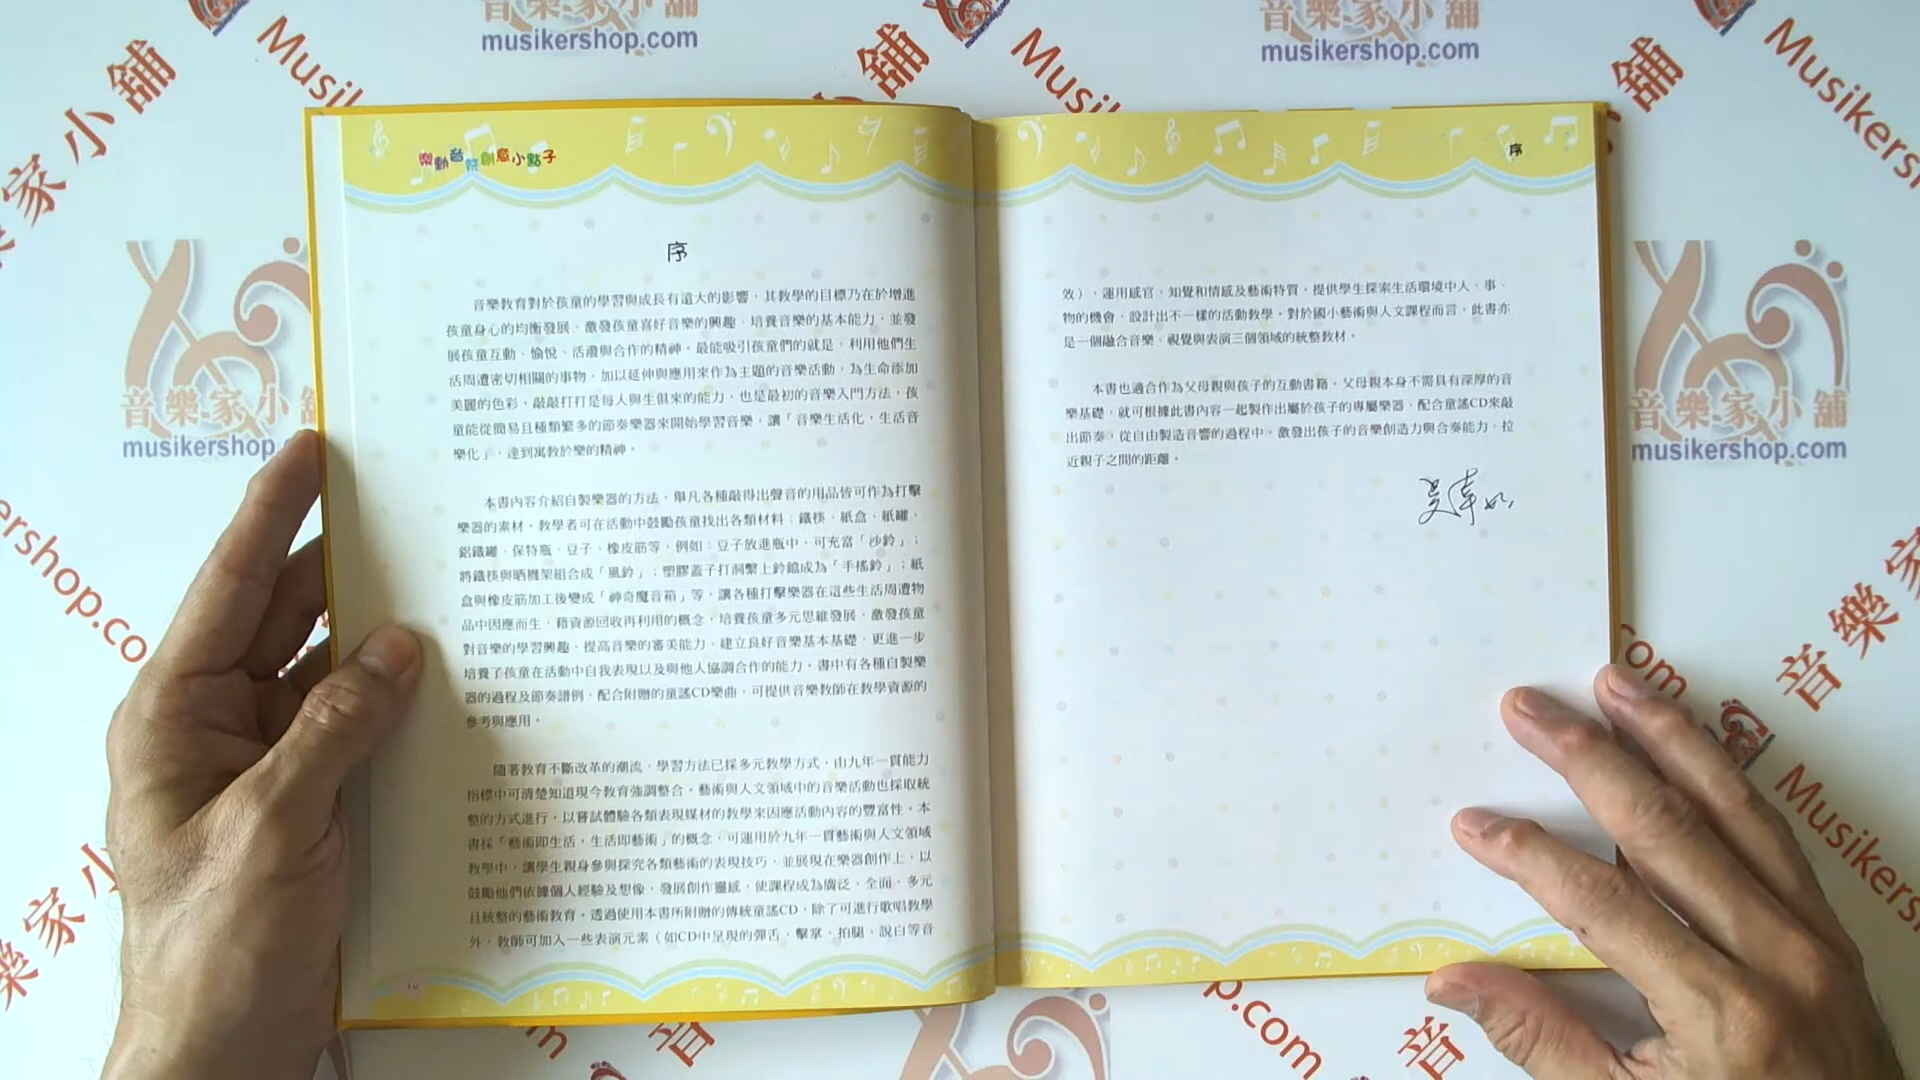 音樂家小舖
musikershop.com
音樂家小舖
musikershop.com
樂動音符創意小點子
序
序
音樂教育對於孩童的學習與成長有遠大的影響，其教學的目標乃在於增進
孩童身心的均衡發展、激發孩童喜好音樂的興趣、培養音樂的基本能力，並發
展孩童互動、愉悅、活潑與合作的精神。最能吸引孩童們的就是，利用他們生
活周遭密切相關的事物，加以延伸與應用來作為主題的音樂活動，為生命添加
美麗的色彩。敲敲打打是每人與生俱來的能力，也是最初的音樂入門方法，孩
童能從簡易且種類繁多的節奏樂器來開始學習音樂，讓「音樂生活化，生活音
樂化」，達到寓教於樂的精神。
本書內容介紹自製樂器的方法，舉凡各種敲得出聲音的用品皆可作為打擊
樂器的素材。教學者可在活動中鼓勵孩童找出各類材料；鐵筷、紙盒、紙罐、
鋁鐵罐、保特瓶、豆子、橡皮筋等，例如：豆子放進瓶中，可充當「沙鈴」；
將鐵筷與晒襪架組合成「風鈴」；塑膠蓋子打洞繫上鈴鐺成為「手搖鈴」；紙
盒與橡皮筋加工後變成「神奇魔音箱」等，讓各種打擊樂器在這些生活周遭物
品中因應而生，藉資源回收再利用的概念，培養孩童多元思維發展，激發孩童
對音樂的學習興趣、提高音樂的審美能力、建立良好音樂基本基礎，更進一步
培養了孩童在活動中自我表現以及與他人協調合作的能力。書中有各種自製樂
器的過程及節奏譜例，配合附贈的童謠CD樂曲，可提供音樂教師在教學資源的
參考與應用。
隨著教育不斷改革的潮流，學習方法已採多元教學方式，由九年一貫能力
指標中可清楚知道現今教育強調整合。藝術與人文領域中的音樂活動也採取統
整的方式進行，以嘗試體驗各類表現媒材的教學來因應活動內容的豐富性。本
書採「藝術即生活，生活即藝術」的概念，可運用於九年一貫藝術與人文領域
教學中，讓學生親身參與探究各類藝術的表現技巧，並展現在樂器創作上，以
鼓勵他們依據個人經驗及想像，發展創作靈感，使課程成為廣泛、全面、多元
且統整的藝術教育。透過使用本書所附贈的傳統童謠CD，除了可進行歌唱教學
外，教師可加入一些表演元素（如CD中呈現的彈舌、擊掌、拍腿、說白等音
效），運用感官、知覺和情感及藝術特質，提供學生探索生活環境中人、事、
物的機會，設計出不一樣的活動教學。對於國小藝術與人文課程而言，此書亦
是一個融合音樂、視覺與表演三個領域的統整教材。
本書也適合作為父母親與孩子的互動書籍，父母親本身不需具有深厚的音
樂基礎，就可根據此書內容一起製作出屬於孩子的專屬樂器，配合童謠CD來敲
出節奏，從自由製造音響的過程中，激發出孩子的音樂創造力與合奏能力，拉
近親子之間的距離。
音樂家小舖
musikershop.com
音樂家小舖
musikershop.com